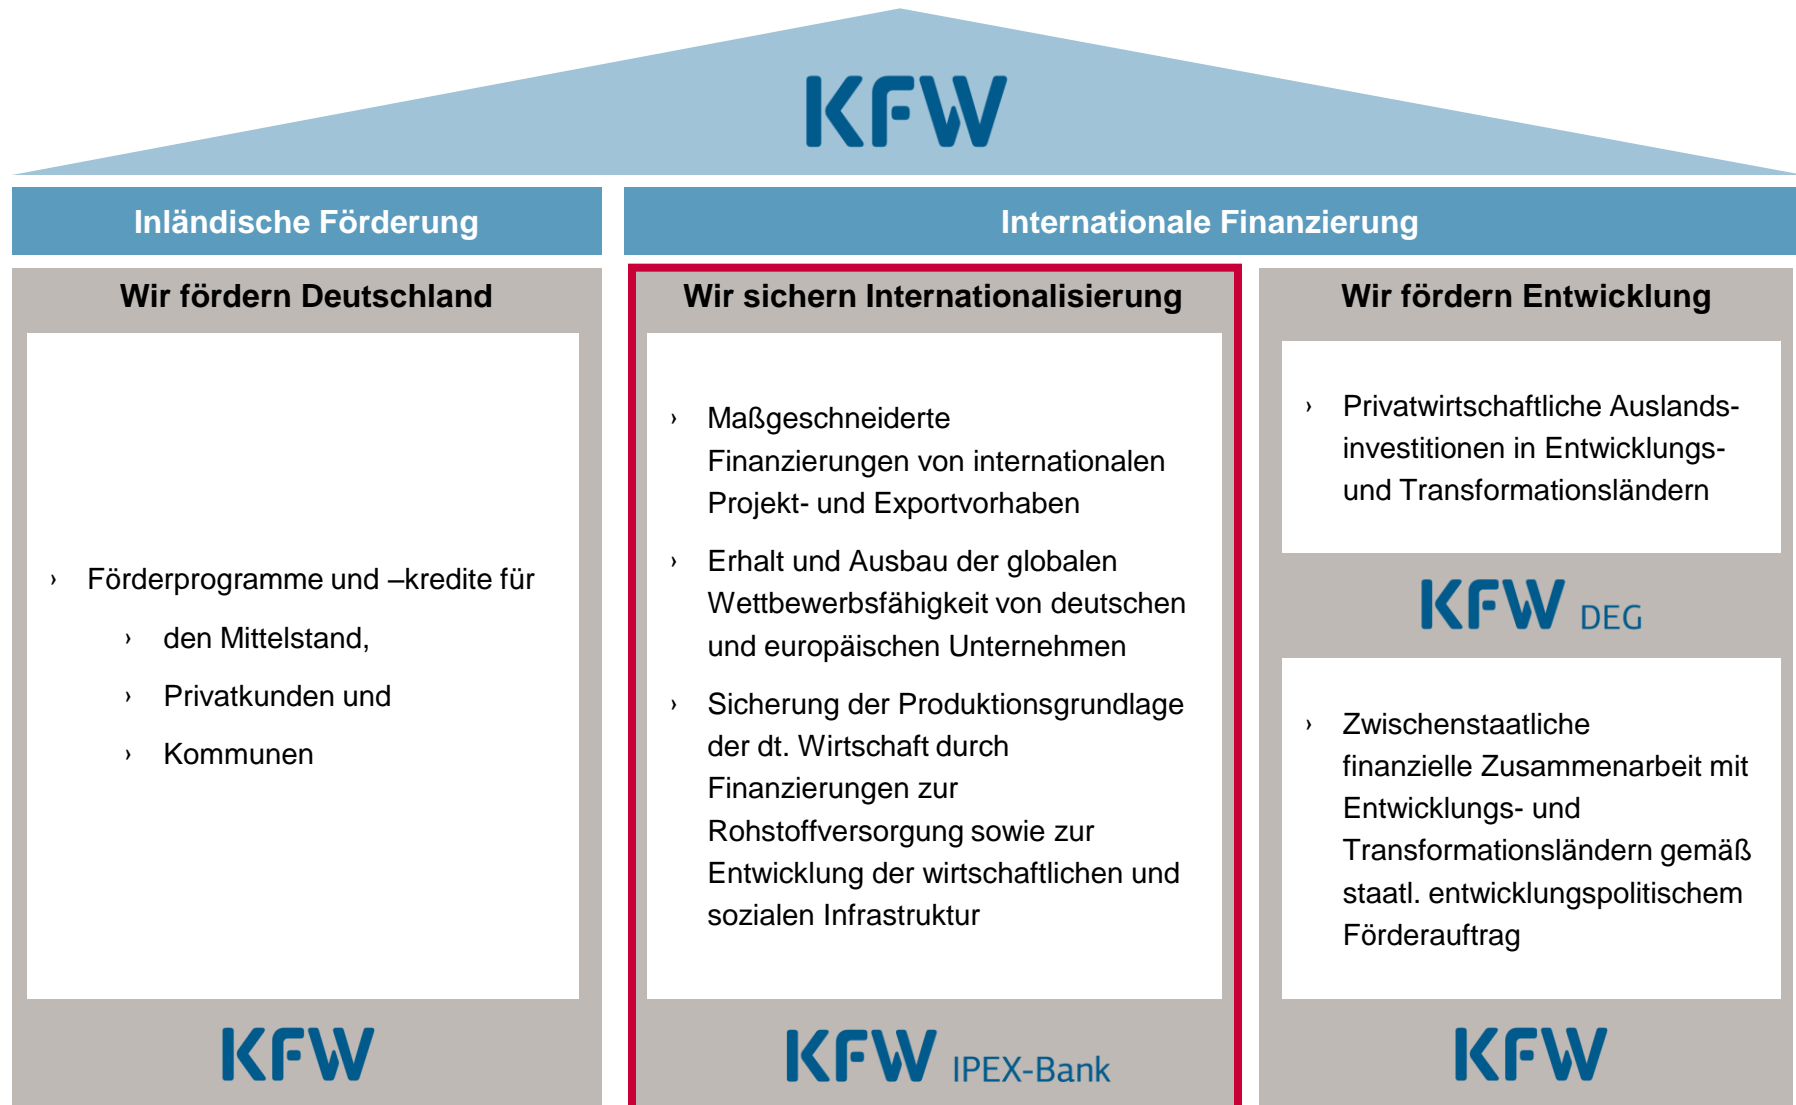 KFW
Inländische Förderung
Internationale Finanzierung
Wir fördern Deutschland
› Förderprogramme und –kredite für
› den Mittelstand,
› Privatkunden und
› Kommunen
KFW
Wir sichern Internationalisierung
› Maßgeschneiderte
Finanzierungen von internationalen
Projekt- und Exportvorhaben
› Erhalt und Ausbau der globalen
Wettbewerbsfähigkeit von deutschen
und europäischen Unternehmen
› Sicherung der Produktionsgrundlage
der dt. Wirtschaft durch
Finanzierungen zur
Rohstoffversorgung sowie zur
Entwicklung der wirtschaftlichen und
sozialen Infrastruktur
KFW IPEX-Bank
Wir fördern Entwicklung
› Privatwirtschaftliche Auslands-
investitionen in Entwicklungs-
und Transformationsländern
KFW DEG
› Zwischenstaatliche
finanzielle Zusammenarbeit mit
Entwicklungs- und
Transformationsländern gemäß
staatl. entwicklungspolitischem
Förderauftrag
KFW